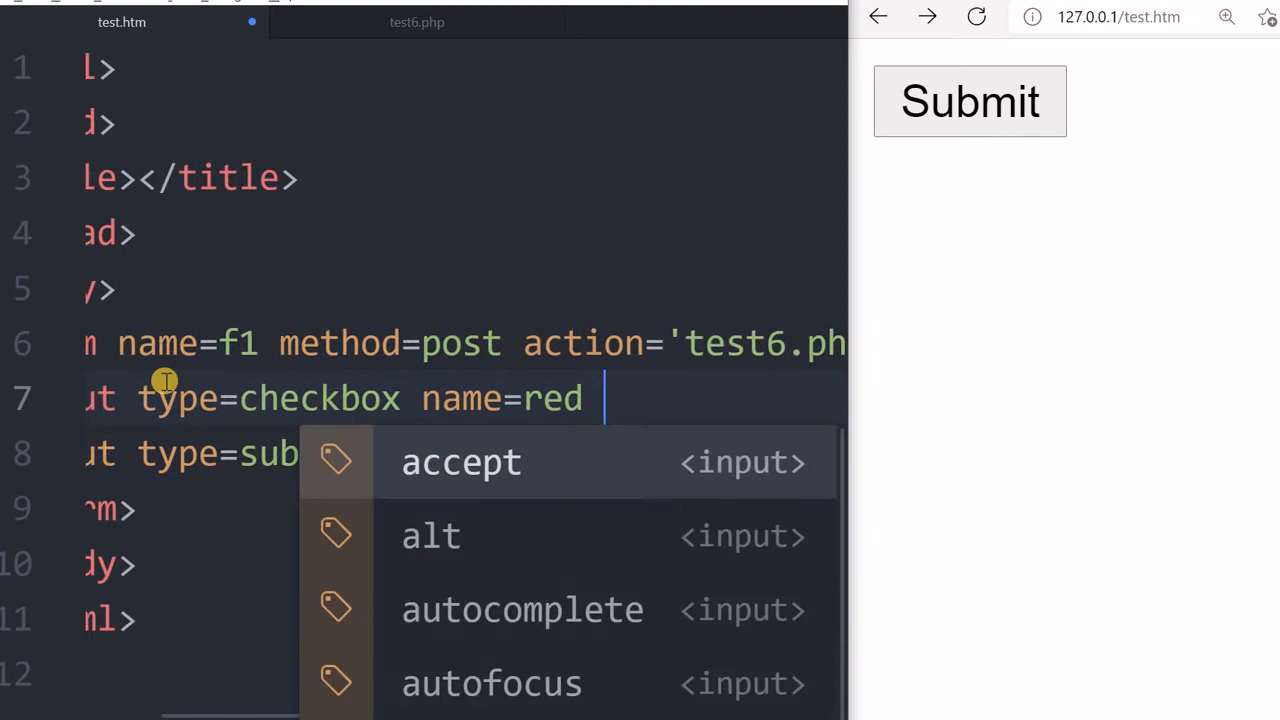 test.htm
test6.php
127.0.0.1/test.htm
Submit
1 l>
2 d>
3 le></title>
4 ad>
5 y>
6 m name=f1 method=post action='test6.ph
7 ut type=checkbox name=red
8 ut type=sub
9 rm>
10 dy>
11 ml>
12
accept <input>
alt <input>
autocomplete <input>
autofocus <input>